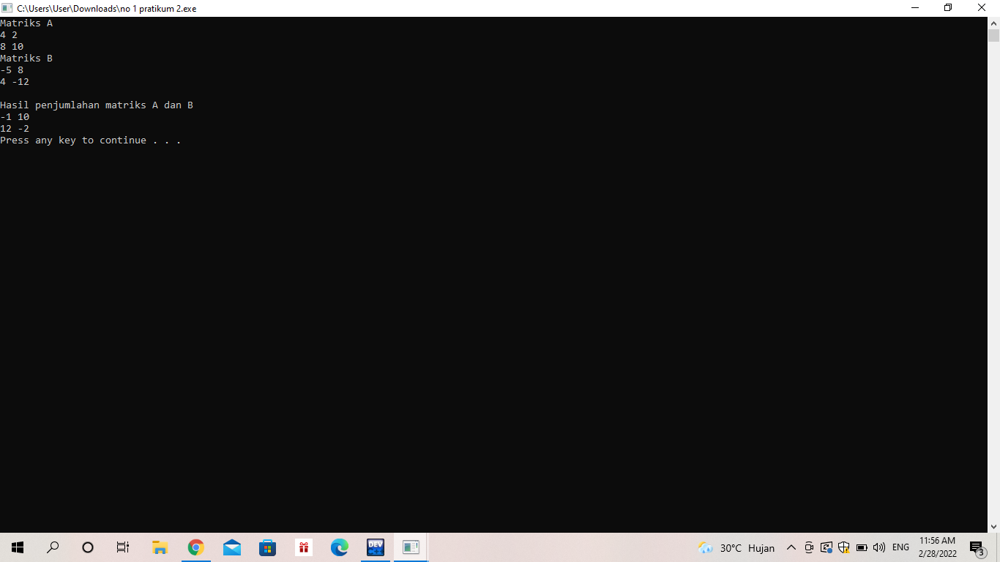 C:\Users\User\Downloads\no 1 pratikum 2.exe
Matriks A
4 2
8 10
Matriks B
-5 8
4 -12
Hasil penjumlahan matriks A dan B
-1 10
12 -2
Press any key to continue . . .
DEV
C++
30°C Hujan
ENG
11:56 AM
2/28/2022
3